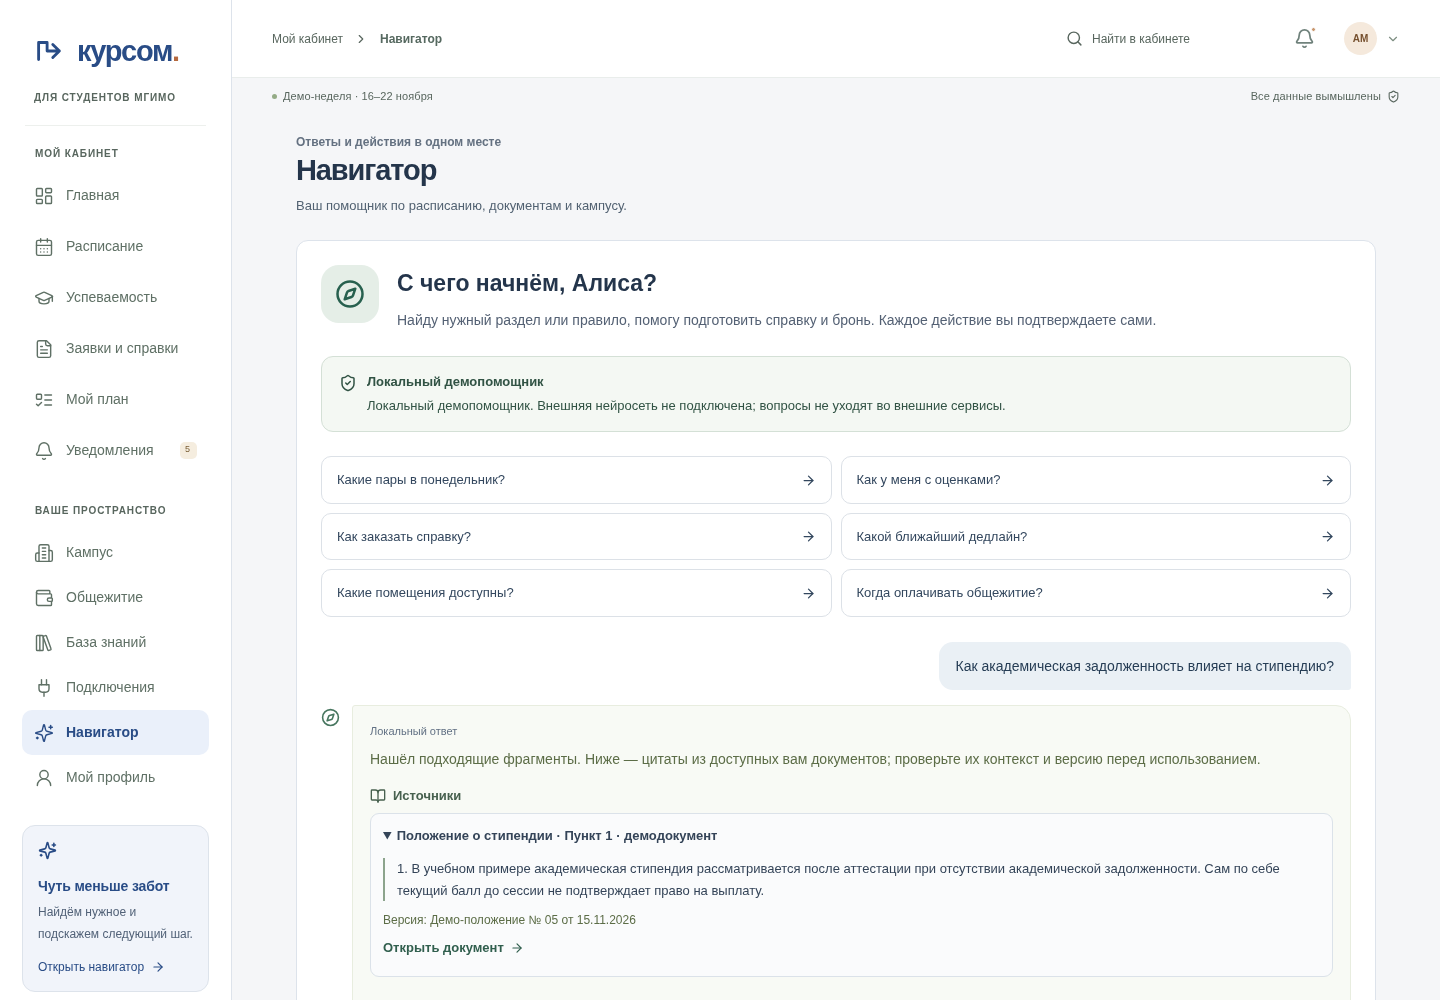 курсом.
ДЛЯ СТУДЕНТОВ МГИМО
МОЙ КАБИНЕТ
Главная
Расписание
Успеваемость
Заявки и справки
Мой план
Уведомления 5
ВАШЕ ПРОСТРАНСТВО
Кампус
Общежитие
База знаний
Подключения
Навигатор
Мой профиль
Чуть меньше забот
Найдём нужное и
подскажем следующий шаг.
Открыть навигатор
Мой кабинет Навигатор
Найти в кабинете
АМ
Демо-неделя · 16–22 ноября
Все данные вымышлены
Ответы и действия в одном месте
Навигатор
Ваш помощник по расписанию, документам и кампусу.
С чего начнём, Алиса?
Найду нужный раздел или правило, помогу подготовить справку и бронь. Каждое действие вы подтверждаете сами.
Локальный демопомощник
Локальный демопомощник. Внешняя нейросеть не подключена; вопросы не уходят во внешние сервисы.
Какие пары в понедельник?
Как у меня с оценками?
Как заказать справку?
Какой ближайший дедлайн?
Какие помещения доступны?
Когда оплачивать общежитие?
Как академическая задолженность влияет на стипендию?
Локальный ответ
Нашёл подходящие фрагменты. Ниже — цитаты из доступных вам документов; проверьте их контекст и версию перед использованием.
Источники
Положение о стипендии · Пункт 1 · демодокумент
1. В учебном примере академическая стипендия рассматривается после аттестации при отсутствии академической задолженности. Сам по себе
текущий балл до сессии не подтверждает право на выплату.
Версия: Демо-положение № 05 от 15.11.2026
Открыть документ